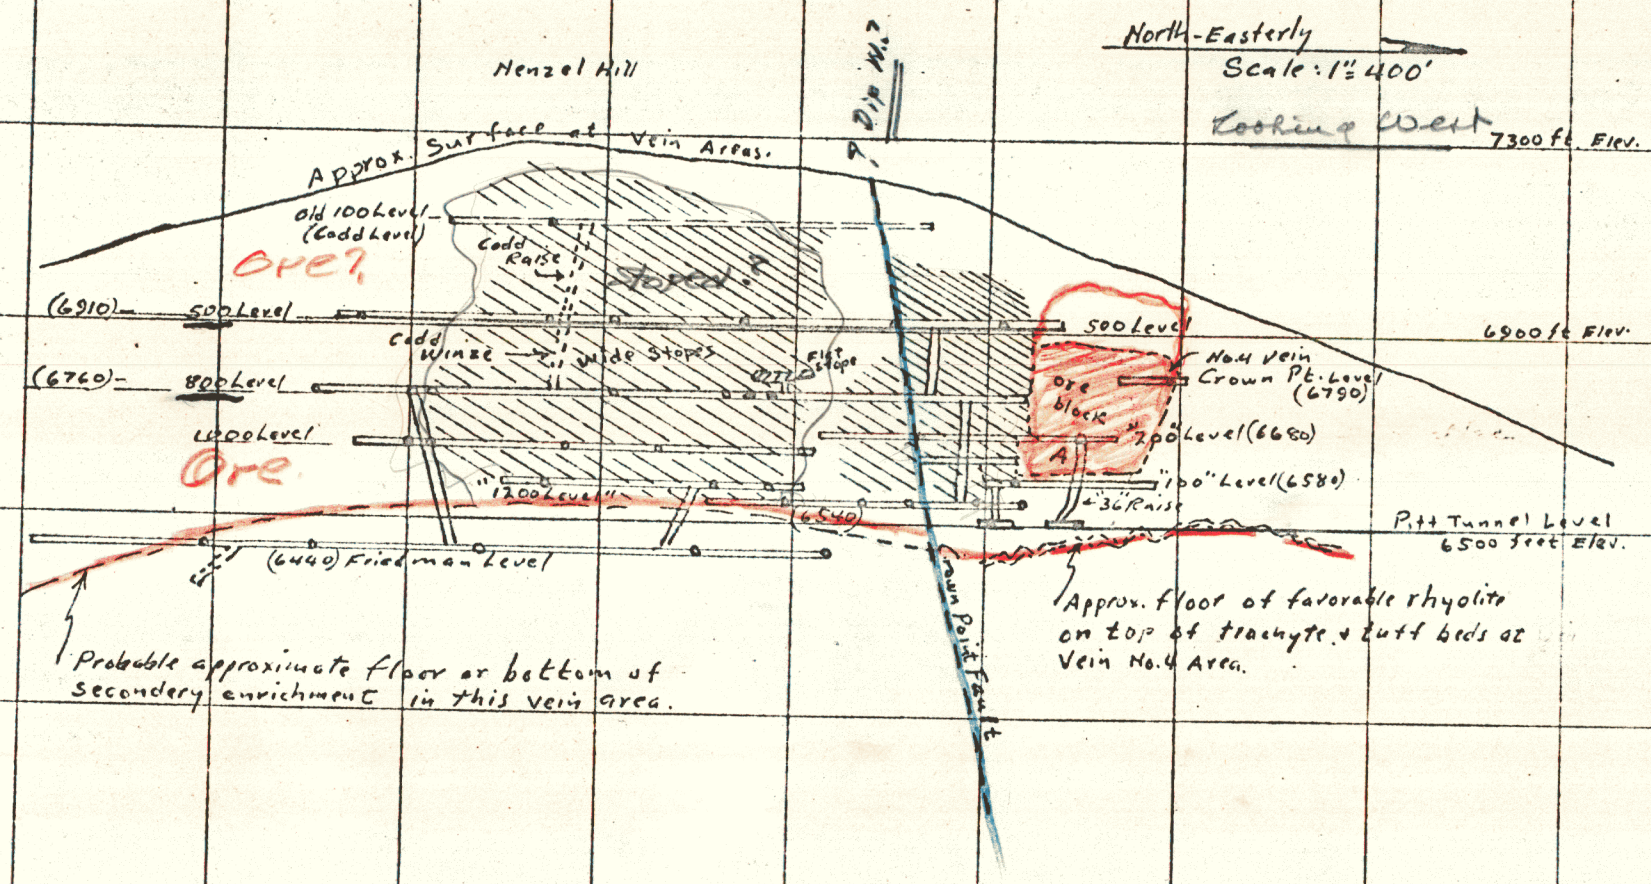 North-Easterly
Scale: 1"= 400'
Looking West
Nenzel Hill
? Dip W.?
7300 ft. Elev.
Approx. Surface at Vein Areas.
Old 100 Level
(Codd Level)
Ore?
Codd
Raise
Stoped?
(6910)-
500 Level
500 Level
6900 ft Elev.
Codd
Winze
Wide Stopes
Flat
Stope
No.4 Vein
Crown Pt. Level
(6790)
(6760)-
800 Level
Ore
block
A
1000 Level
"200" Level (6680)
Ore.
"1200 Level"
"100" Level (6580)
"36" Raise
(6540)
Pitt Tunnel Level
6500 feet Elev.
(6440) Friedman Level
Crown Point Fault
Approx. floor of favorable rhyolite
on top of trachyte & tuff beds at
Vein No.4 Area.
Probable approximate floor or bottom of
secondery enrichment in this vein area.